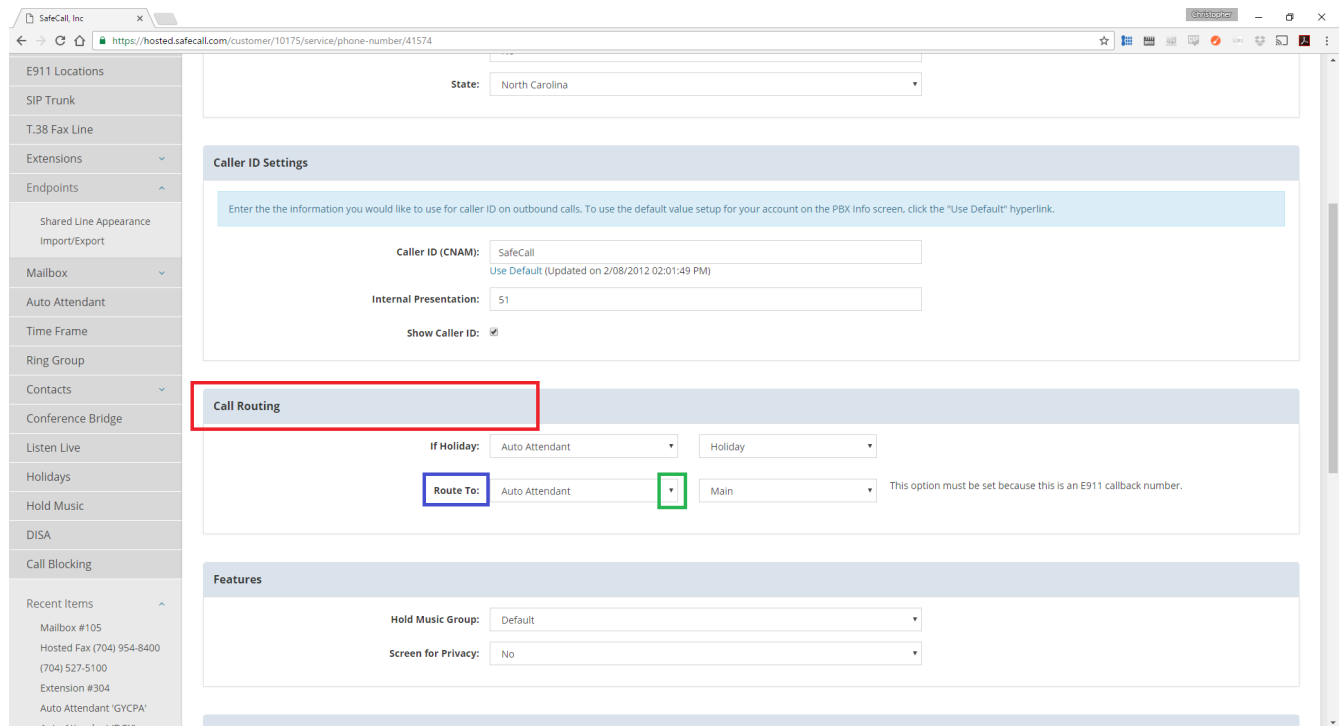 SafeCall, Inc
Christopher
https://hosted.safecall.com/customer/10175/service/phone-number/41574
E911 Locations
SIP Trunk
T.38 Fax Line
Extensions
Endpoints
Shared Line Appearance
Import/Export
Mailbox
Auto Attendant
Time Frame
Ring Group
Contacts
Conference Bridge
Listen Live
Holidays
Hold Music
DISA
Call Blocking
Recent Items
Mailbox #105
Hosted Fax (704) 954-8400
(704) 527-5100
Extension #304
Auto Attendant 'GYCPA'
State: North Carolina
Caller ID Settings
Enter the the information you would like to use for caller ID on outbound calls. To use the default value setup for your account on the PBX Info screen, click the "Use Default" hyperlink.
Caller ID (CNAM): SafeCall
Use Default (Updated on 2/08/2012 02:01:49 PM)
Internal Presentation: 51
Show Caller ID:
Call Routing
If Holiday: Auto Attendant Holiday
Route To: Auto Attendant Main This option must be set because this is an E911 callback number.
Features
Hold Music Group: Default
Screen for Privacy: No